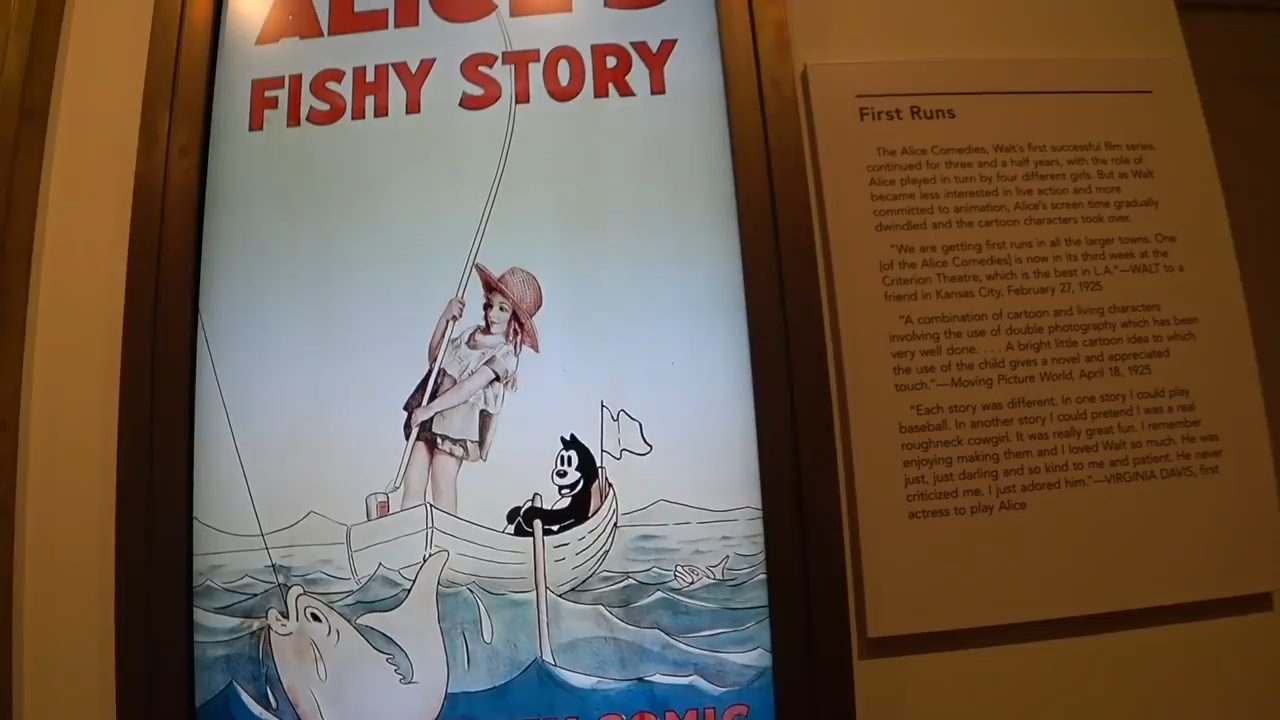 ALICE'S
FISHY STORY
COMIC
First Runs
The Alice Comedies, Walt's first successful film series,
continued for three and a half years, with the role of
Alice played in turn by four different girls. But as Walt
became less interested in live action and more
committed to animation, Alice's screen time gradually
dwindled and the cartoon characters took over.
"We are getting first runs in all the larger towns. One
[of the Alice Comedies] is now in its third week at the
Criterion Theatre, which is the best in L.A."—WALT to a
friend in Kansas City, February 27, 1925
"A combination of cartoon and living characters
involving the use of double photography which has been
very well done. . . . A bright little cartoon idea to which
the use of the child gives a novel and appreciated
touch."—Moving Picture World, April 18, 1925
"Each story was different. In one story I could play
baseball. In another story I could pretend I was a real
roughneck cowgirl. It was really great fun. I remember
enjoying making them and I loved Walt so much. He was
just, just darling and so kind to me and patient. He never
criticized me. I just adored him."—VIRGINIA DAVIS, first
actress to play Alice